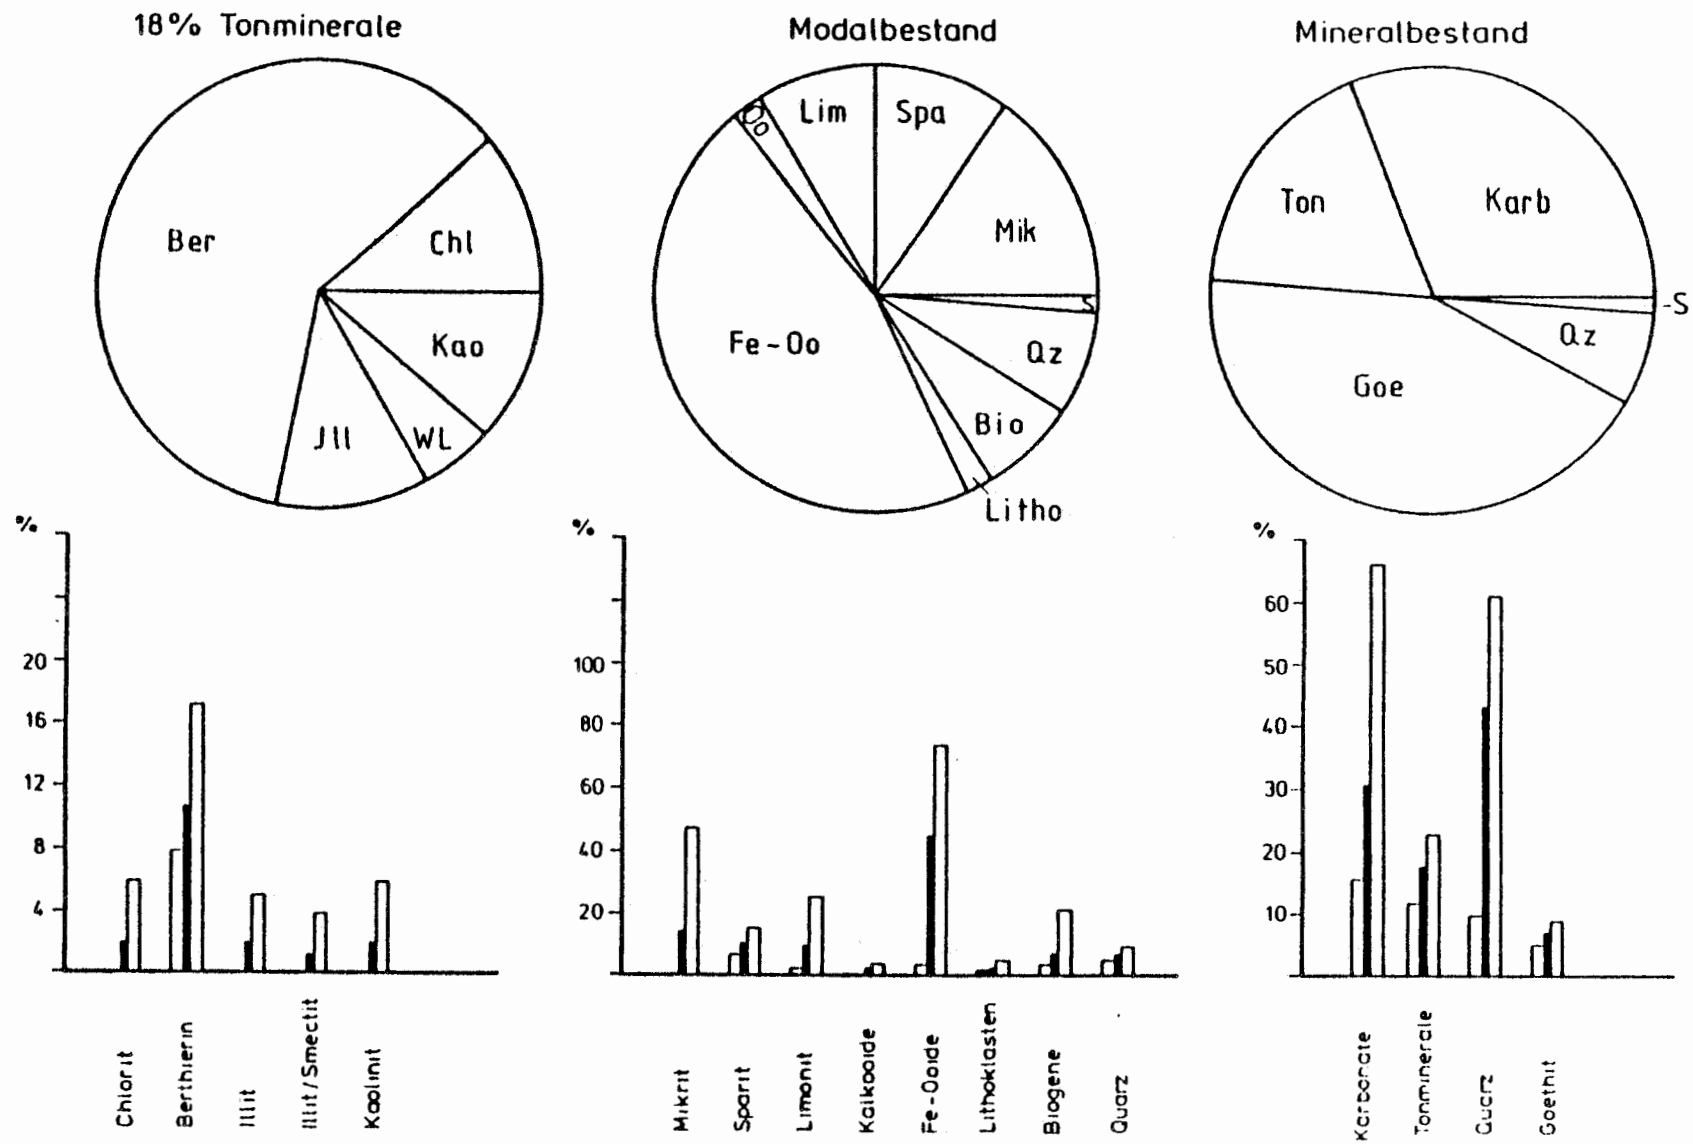 18% Tonminerale
Ber
Chl
Kao
WL
Jll
Modalbestand
Oo
Lim
Spa
Mik
S
Qz
Bio
Litho
Fe-Oo
Mineralbestand
Ton
Karb
-S
Qz
Goe
%
20
16
12
8
4
Chlorit
Berthierin
Illit
Illit/Smectit
Kaolinit
%
100
80
60
40
20
Mikrit
Sparit
Limonit
Kalkooide
Fe-Ooide
Lithoklasten
Biogene
Quarz
%
60
50
40
30
20
10
Karbonate
Tonminerale
Quarz
Goethit